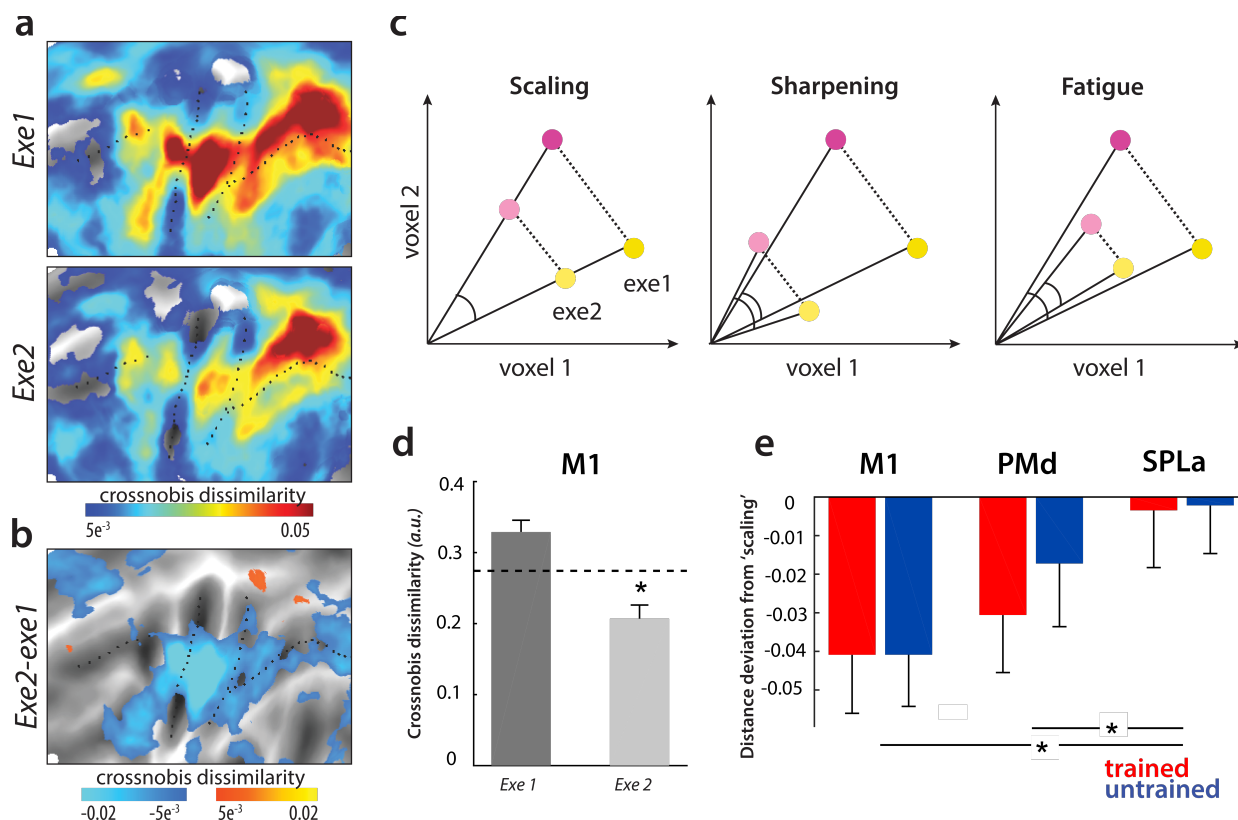 a
Exe1
Exe2
crossnobis dissimilarity
5e-3 0.05
b
Exe2-exe1
crossnobis dissimilarity
-0.02 -5e-3 5e-3 0.02
c
Scaling Sharpening Fatigue
voxel 2
exe1
exe2
voxel 1 voxel 1 voxel 1
d
M1
Crossnobis dissimilarity (a.u.)
0.4
0.3
0.2
0.1
0
*
Exe 1 Exe 2
e
M1 PMd SPLa
Distance deviation from ‘scaling’
0
-0.01
-0.02
-0.03
-0.04
-0.05
*
*
trained
untrained